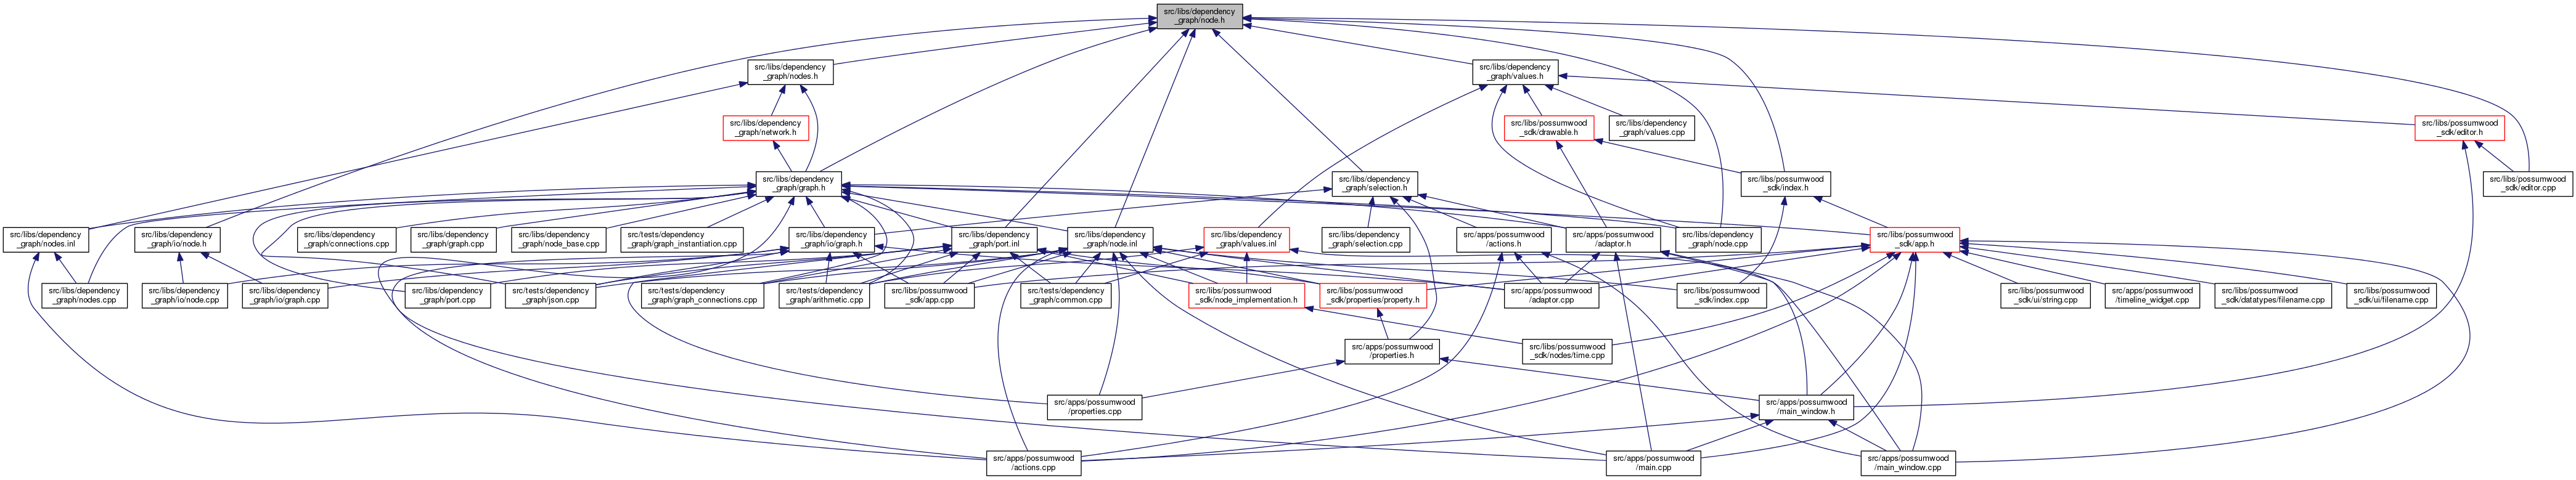 src/libs/dependency
_graph/node.h
src/libs/dependency
_graph/nodes.h
src/libs/dependency
_graph/values.h
src/libs/dependency
_graph/network.h
src/libs/possumwood
_sdk/drawable.h
src/libs/dependency
_graph/values.cpp
src/libs/possumwood
_sdk/editor.h
src/libs/dependency
_graph/graph.h
src/libs/dependency
_graph/selection.h
src/libs/possumwood
_sdk/index.h
src/libs/possumwood
_sdk/editor.cpp
src/libs/dependency
_graph/nodes.inl
src/libs/dependency
_graph/io/node.h
src/libs/dependency
_graph/connections.cpp
src/libs/dependency
_graph/graph.cpp
src/libs/dependency
_graph/node_base.cpp
src/tests/dependency
_graph/graph_instantiation.cpp
src/libs/dependency
_graph/io/graph.h
src/libs/dependency
_graph/port.inl
src/libs/dependency
_graph/node.inl
src/libs/dependency
_graph/values.inl
src/libs/dependency
_graph/selection.cpp
src/apps/possumwood
/actions.h
src/apps/possumwood
/adaptor.h
src/libs/dependency
_graph/node.cpp
src/libs/possumwood
_sdk/app.h
src/libs/dependency
_graph/nodes.cpp
src/libs/dependency
_graph/io/node.cpp
src/libs/dependency
_graph/io/graph.cpp
src/libs/dependency
_graph/port.cpp
src/tests/dependency
_graph/json.cpp
src/tests/dependency
_graph/graph_connections.cpp
src/tests/dependency
_graph/arithmetic.cpp
src/libs/possumwood
_sdk/app.cpp
src/tests/dependency
_graph/common.cpp
src/libs/possumwood
_sdk/node_implementation.h
src/libs/possumwood
_sdk/properties/property.h
src/apps/possumwood
/adaptor.cpp
src/libs/possumwood
_sdk/index.cpp
src/libs/possumwood
_sdk/ui/string.cpp
src/apps/possumwood
/timeline_widget.cpp
src/libs/possumwood
_sdk/datatypes/filename.cpp
src/libs/possumwood
_sdk/ui/filename.cpp
src/apps/possumwood
/properties.h
src/libs/possumwood
_sdk/nodes/time.cpp
src/apps/possumwood
/properties.cpp
src/apps/possumwood
/main_window.h
src/apps/possumwood
/actions.cpp
src/apps/possumwood
/main.cpp
src/apps/possumwood
/main_window.cpp